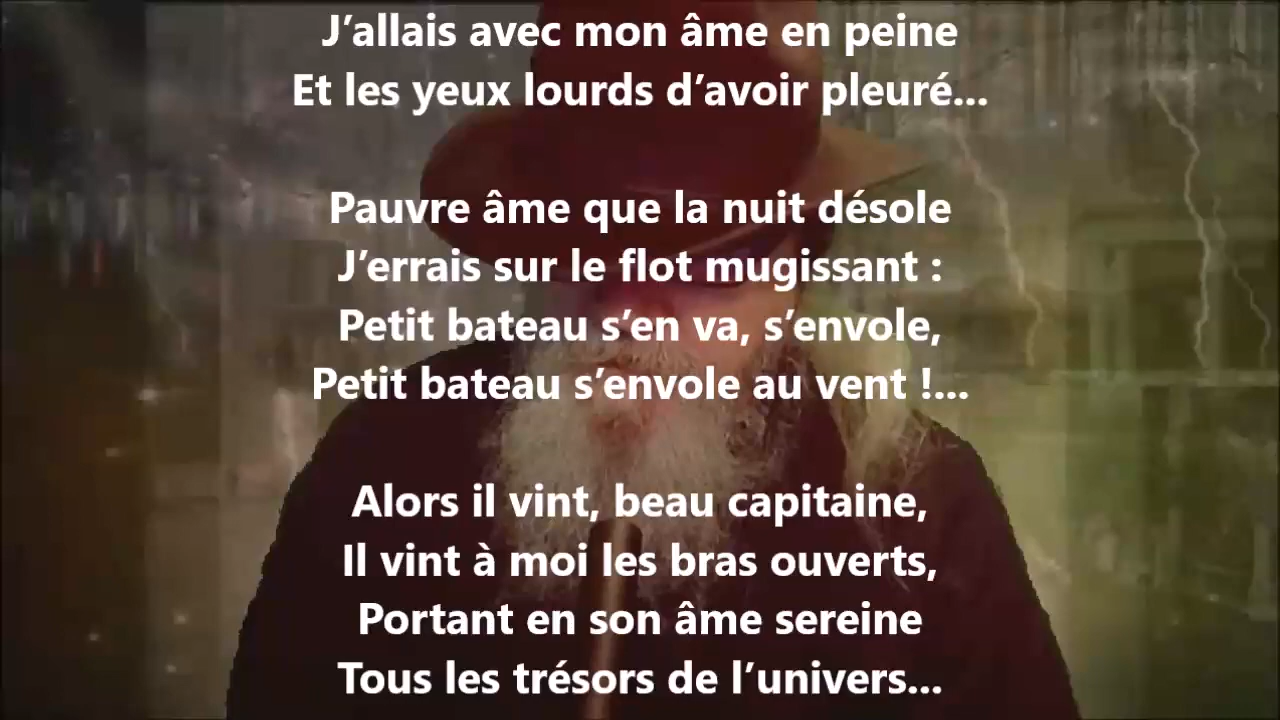 J’allais avec mon âme en peine
Et les yeux lourds d’avoir pleuré...
Pauvre âme que la nuit désole
J’errais sur le flot mugissant :
Petit bateau s’en va, s’envole,
Petit bateau s’envole au vent !...
Alors il vint, beau capitaine,
Il vint à moi les bras ouverts,
Portant en son âme sereine
Tous les trésors de l’univers...